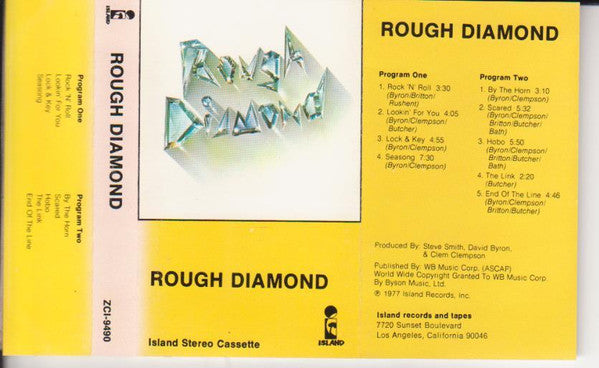 Program One
Rock 'N' Roll
Lookin' For You
Lock & Key
Seasong
Program Two
By The Horn
Scared
Hobo
The Link
End Of The Line
ISLAND
ROUGH DIAMOND
ZCI-9490
ROUGH
DIAMOND
ROUGH DIAMOND
Island Stereo Cassette
ISLAND
ROUGH DIAMOND
Program One
1. Rock 'N' Roll 3:30
(Byron/Britton/
Rushent)
2. Lookin' For You 4:05
(Byron/Clempson/
Butcher)
3. Lock & Key 4:55
(Byron/Clempson)
4. Seasong 7:30
(Byron/Clempson)
Program Two
1. By The Horn 3:10
(Byron/Clempson)
2. Scared 5:32
(Byron/Clempson/
Britton/Butcher/
Bath)
3. Hobo 5:50
(Byron/Clempson/
Britton/Butcher/
Bath)
4. The Link 2:20
(Butcher)
5. End Of The Line 4:46
(Byron/Clempson/
Britton/Butcher)
Produced By: Steve Smith, David Byron,
& Clem Clempson
Published By: WB Music Corp. (ASCAP)
World Wide Copyright Granted To WB Music Corp.
By Byson Music, Ltd.
℗ 1977 Island Records, Inc.
Island records and tapes
7720 Sunset Boulevard
Los Angeles, California 90046